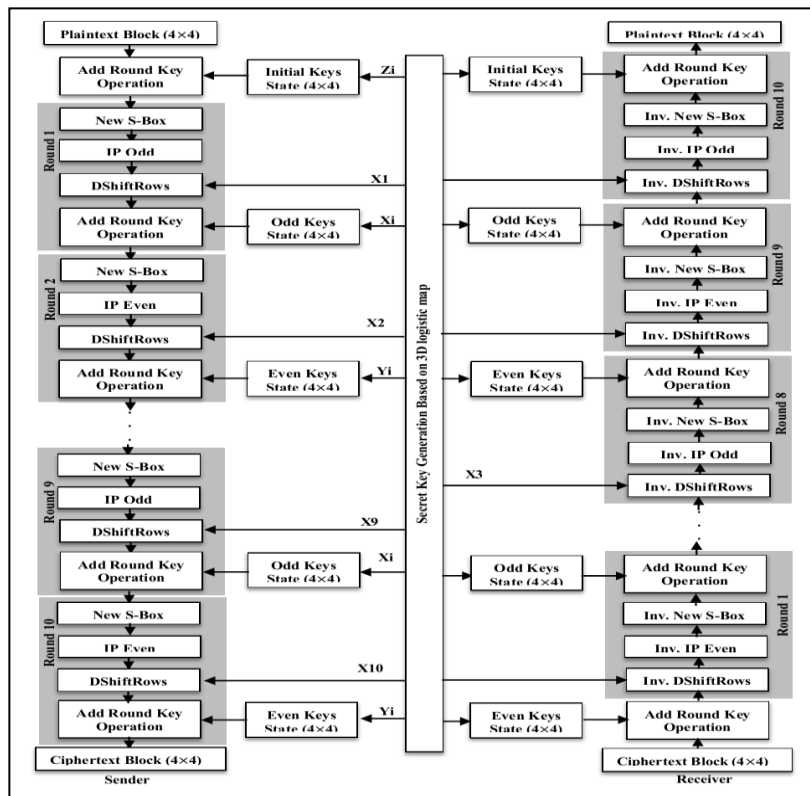 Plaintext Block (4×4)
Add Round Key
Operation
Round 1
New S-Box
IP Odd
DShiftRows
Add Round Key
Operation
Round 2
New S-Box
IP Even
DShiftRows
Add Round Key
Operation
Round 9
New S-Box
IP Odd
DShiftRows
Add Round Key
Operation
Round 10
New S-Box
IP Even
DShiftRows
Add Round Key
Operation
Ciphertext Block (4×4)
Sender
Initial Keys
State (4×4)
Zi
X1
Odd Keys
State (4×4)
Xi
X2
Even Keys
State (4×4)
Yi
X9
Odd Keys
State (4×4)
Xi
X10
Even Keys
State (4×4)
Yi
Secret Key Generation Based on 3D logistic map
Initial Keys
State (4×4)
Odd Keys
State (4×4)
Even Keys
State (4×4)
X3
Odd Keys
State (4×4)
Even Keys
State (4×4)
Plaintext Block (4×4)
Add Round Key
Operation
Inv. New S-Box
Inv. IP Odd
Inv. DShiftRows
Round 10
Add Round Key
Operation
Inv. New S-Box
Inv. IP Even
Inv. DShiftRows
Round 9
Add Round Key
Operation
Inv. New S-Box
Inv. IP Odd
Inv. DShiftRows
Round 8
Add Round Key
Operation
Inv. New S-Box
Inv. IP Even
Inv. DShiftRows
Round 1
Add Round Key
Operation
Ciphertext Block (4×4)
Receiver